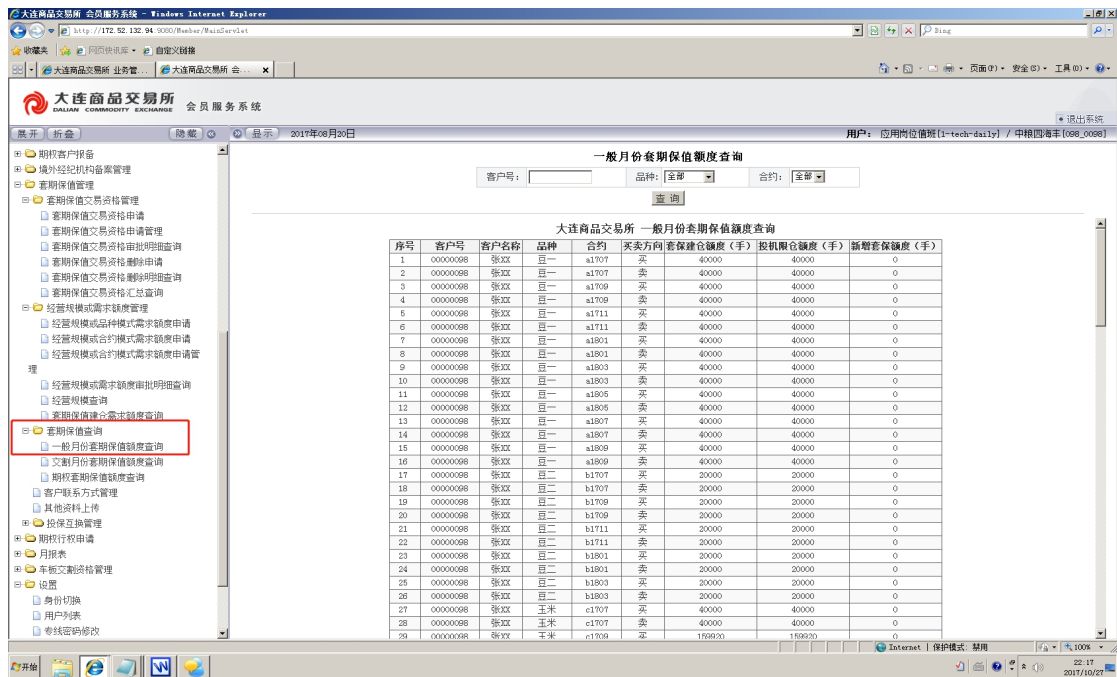 大连商品交易所 会员服务系统 - Windows Internet Explorer
http://172.52.132.94:9080/Member/MainServlet
Bing
收藏夹 网页快讯库 自定义链接
大连商品交易所 业务管... 大连商品交易所 会... x 页面(P) 安全(S) 工具(O)
大连商品交易所 会员服务系统
DALIAN COMMODITY EXCHANGE
退出系统
展开 折叠 隐藏 显示 2017年08月20日 用户: 应用岗位值班[1-tech-daily] / 中粮四海丰[098_0098]
期权客户报备
境外经纪机构备案管理
套期保值管理
套期保值交易资格管理
套期保值交易资格申请
套期保值交易资格申请管理
套期保值交易资格审批明细查询
套期保值交易资格删除申请
套期保值交易资格删除明细查询
套期保值交易资格汇总查询
经营规模或需求额度管理
经营规模或品种模式需求额度申请
经营规模或合约模式需求额度申请
经营规模或合约模式需求额度申请管
理
经营规模或需求额度审批明细查询
经营规模查询
套期保值建仓需求额度查询
套期保值查询
一般月份套期保值额度查询
交割月份套期保值额度查询
期权套期保值额度查询
客户联系方式管理
其他资料上传
投保互换管理
期权行权申请
月报表
车板交割资格管理
设置
身份切换
用户列表
专线密码修改
一般月份套期保值额度查询
客户号: 品种: 全部 合约: 全部
查 询
大连商品交易所 一般月份套期保值额度查询
序号 客户号 客户名称 品种 合约 买卖方向 套保建仓额度(手) 投机限仓额度(手) 新增套保额度(手)
1 00000098 张XX 豆一 a1707 买 40000 40000 0
2 00000098 张XX 豆一 a1707 卖 40000 40000 0
3 00000098 张XX 豆一 a1709 买 40000 40000 0
4 00000098 张XX 豆一 a1709 卖 40000 40000 0
5 00000098 张XX 豆一 a1711 买 40000 40000 0
6 00000098 张XX 豆一 a1711 卖 40000 40000 0
7 00000098 张XX 豆一 a1801 买 40000 40000 0
8 00000098 张XX 豆一 a1801 卖 40000 40000 0
9 00000098 张XX 豆一 a1803 买 40000 40000 0
10 00000098 张XX 豆一 a1803 卖 40000 40000 0
11 00000098 张XX 豆一 a1805 买 40000 40000 0
12 00000098 张XX 豆一 a1805 卖 40000 40000 0
13 00000098 张XX 豆一 a1807 买 40000 40000 0
14 00000098 张XX 豆一 a1807 卖 40000 40000 0
15 00000098 张XX 豆一 a1809 买 40000 40000 0
16 00000098 张XX 豆一 a1809 卖 40000 40000 0
17 00000098 张XX 豆二 b1707 买 20000 20000 0
18 00000098 张XX 豆二 b1707 卖 20000 20000 0
19 00000098 张XX 豆二 b1709 买 20000 20000 0
20 00000098 张XX 豆二 b1709 卖 20000 20000 0
21 00000098 张XX 豆二 b1711 买 20000 20000 0
22 00000098 张XX 豆二 b1711 卖 20000 20000 0
23 00000098 张XX 豆二 b1801 买 20000 20000 0
24 00000098 张XX 豆二 b1801 卖 20000 20000 0
25 00000098 张XX 豆二 b1803 买 20000 20000 0
26 00000098 张XX 豆二 b1803 卖 20000 20000 0
27 00000098 张XX 玉米 c1707 买 40000 40000 0
28 00000098 张XX 玉米 c1707 卖 40000 40000 0
29 00000098 张XX 玉米 c1709 买 159920 159920 0
Internet | 保护模式: 禁用 100%
开始 22:17
2017/10/27